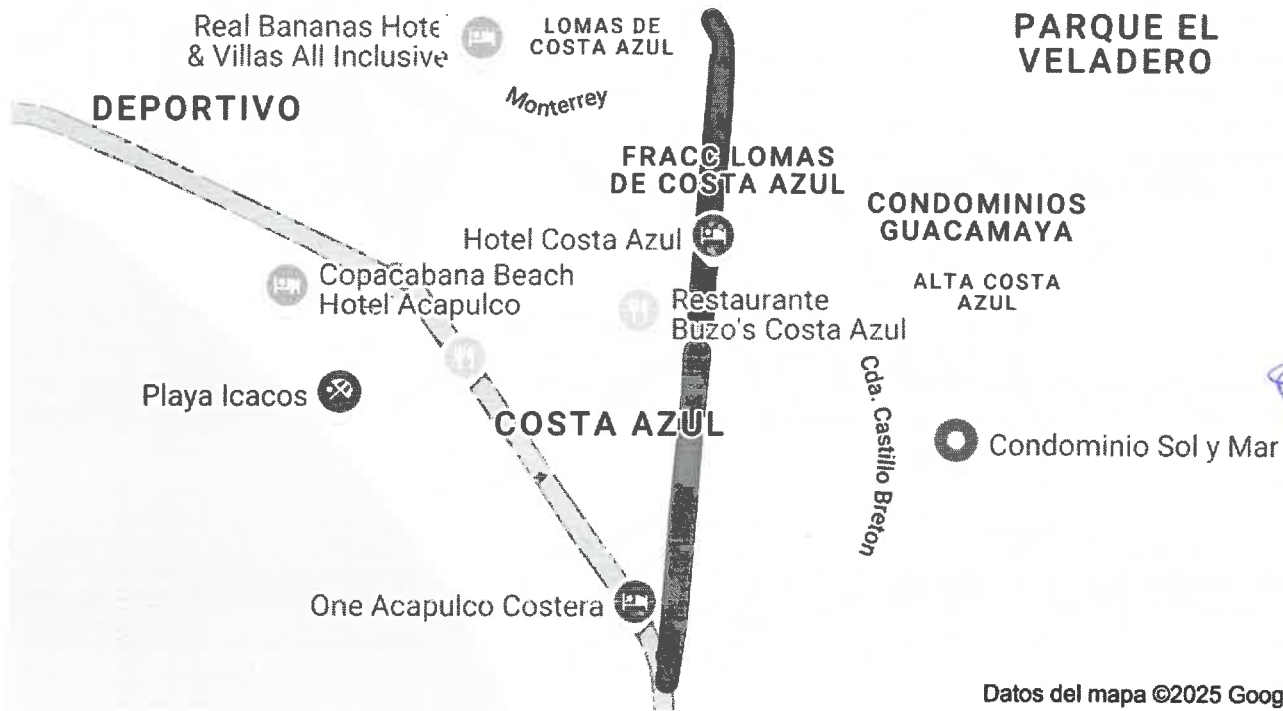 Real Bananas Hote
& Villas All Inclusive
LOMAS DE
COSTA AZUL
PARQUE EL
VELADERO
Monterrey
DEPORTIVO
FRACC LOMAS
DE COSTA AZUL
CONDOMINIOS
GUACAMAYA
Hotel Costa Azul
Copacabana Beach
Hotel Acapulco
ALTA COSTA
AZUL
Restaurante
Buzo's Costa Azul
Playa Icacos
COSTA AZUL
Cda. Castillo Breton
Condominio Sol y Mar
One Acapulco Costera
Datos del mapa ©2025 Goog